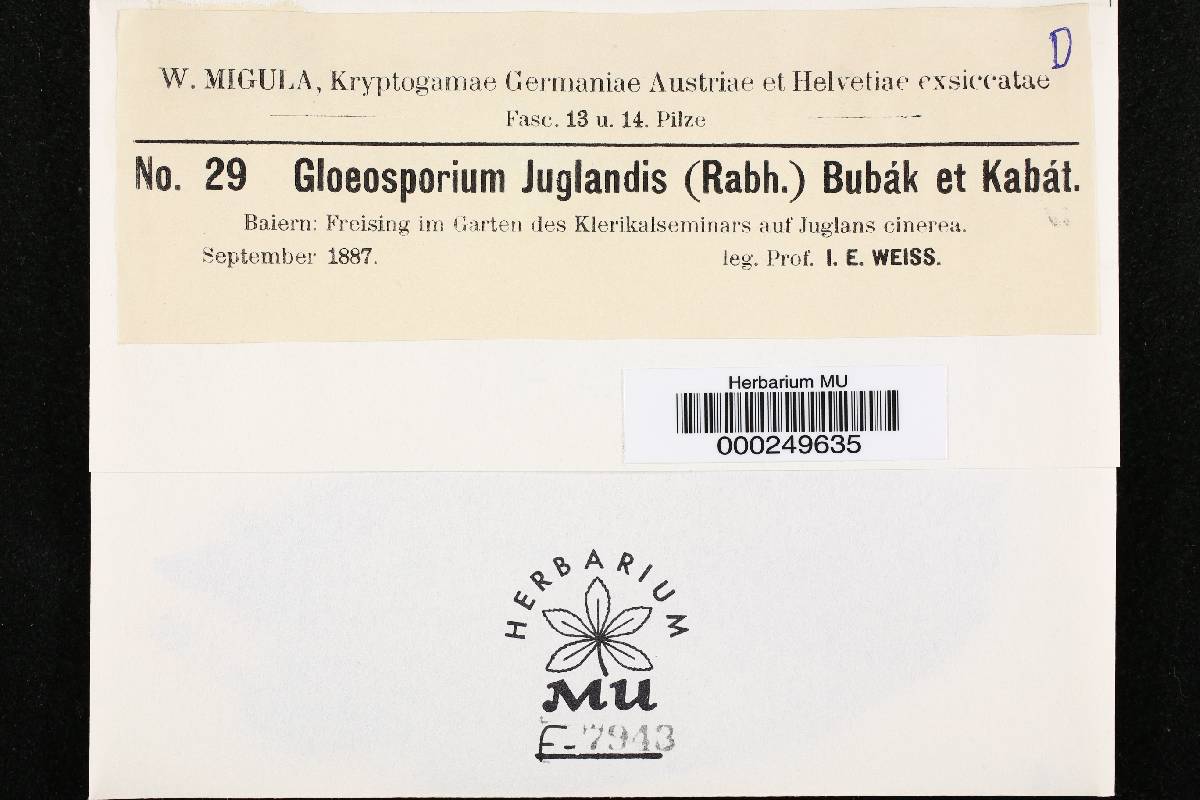 D
W. MIGULA, Kryptogamae Germaniae Austriae et Helvetiae exsiccatae
Fasc. 13 u. 14. Pilze
No. 29 Gloeosporium Juglandis (Rabh.) Bubák et Kabát.
Baiern: Freising im Garten des Klerikalseminars auf Juglans cinerea.
September 1887. leg. Prof. I. E. WEISS.
Herbarium MU
000249635
HERBARIUM
MU
F-7943